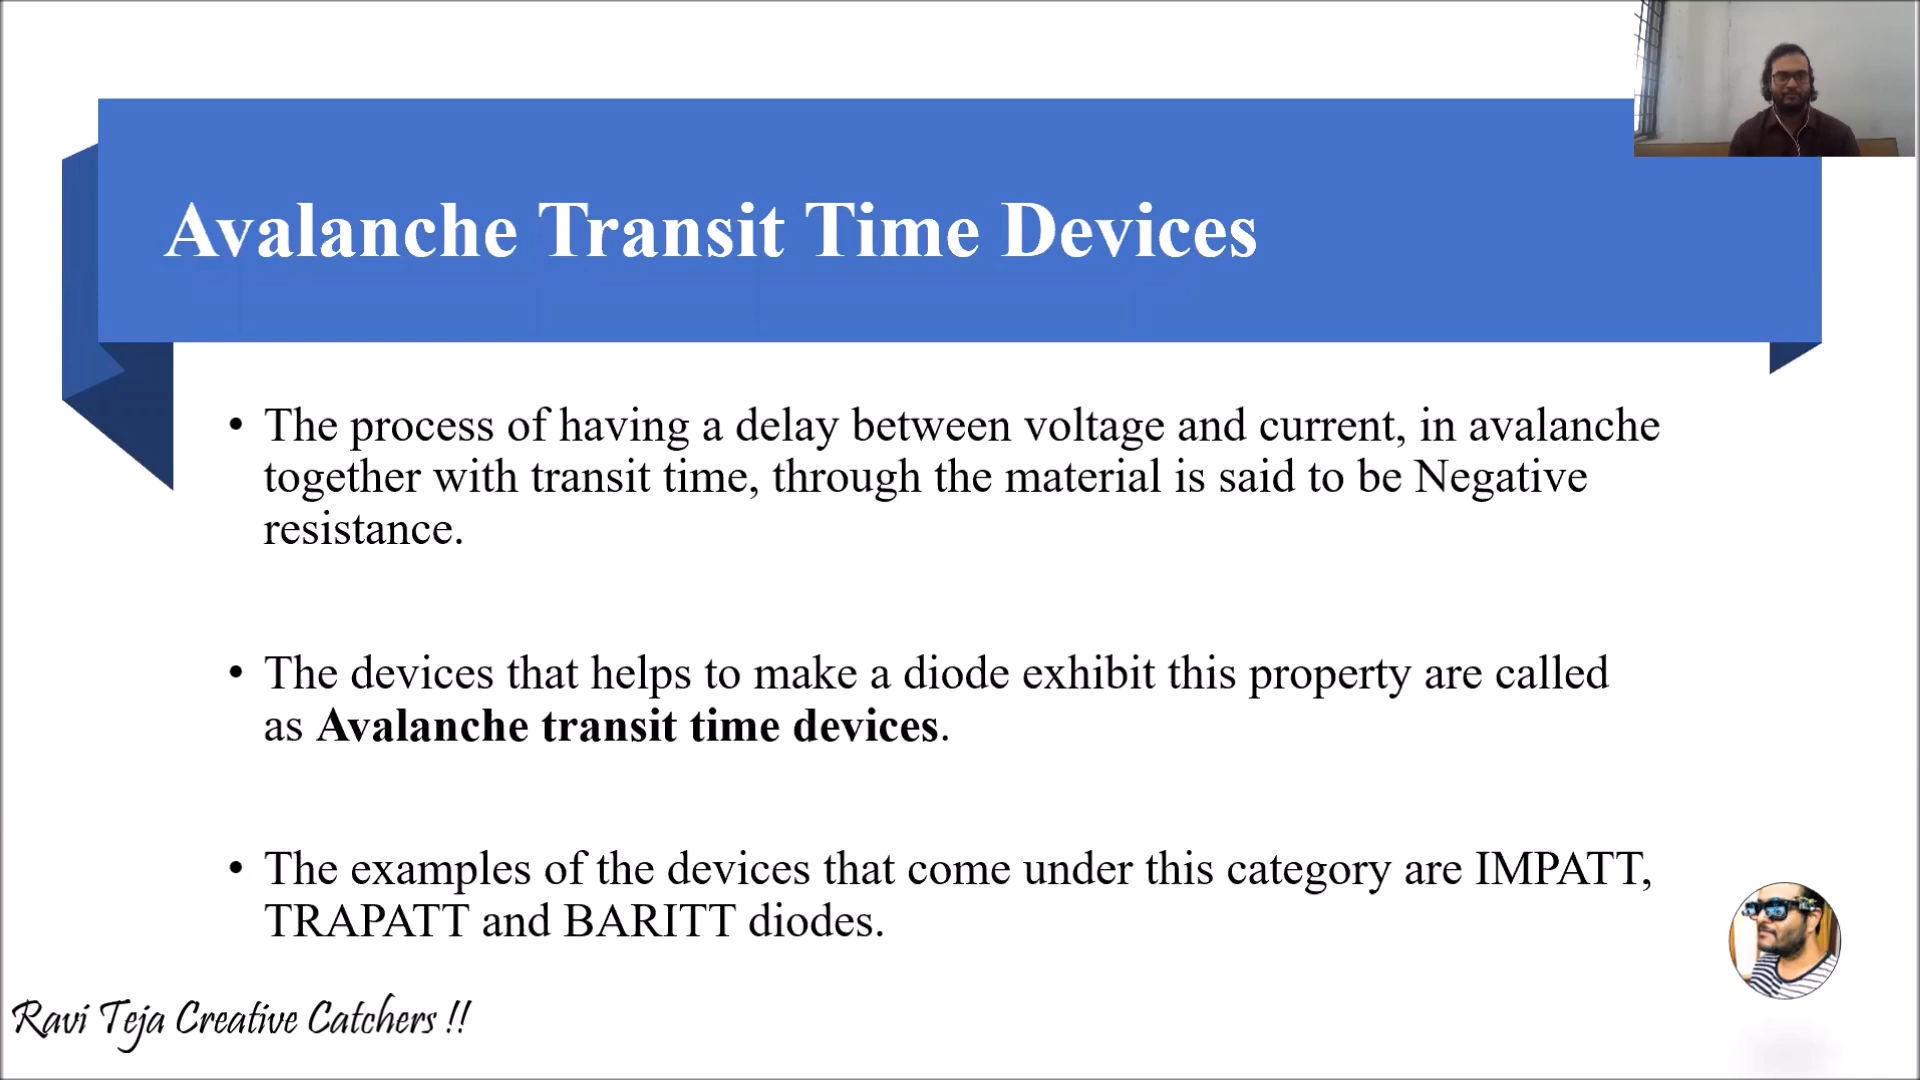 Avalanche Transit Time Devices
• The process of having a delay between voltage and current, in avalanche
together with transit time, through the material is said to be Negative
resistance.
• The devices that helps to make a diode exhibit this property are called
as Avalanche transit time devices.
• The examples of the devices that come under this category are IMPATT,
TRAPATT and BARITT diodes.
Ravi Teja Creative Catchers !!